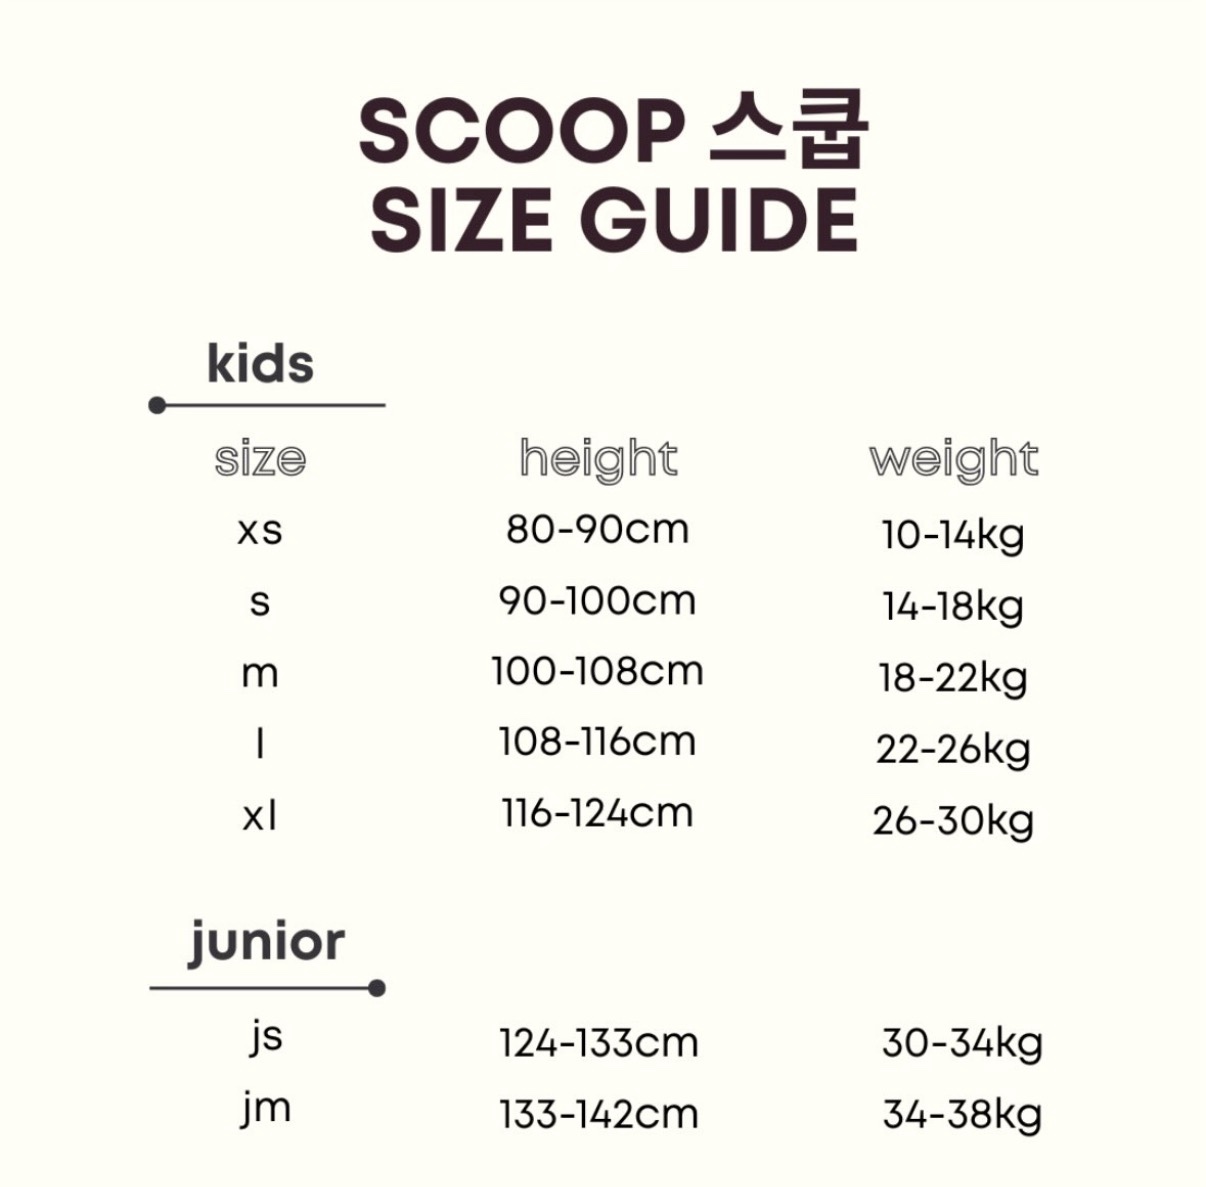 SCOOP 스쿱
SIZE GUIDE
kids
size height weight
xs 80-90cm 10-14kg
s 90-100cm 14-18kg
m 100-108cm 18-22kg
l 108-116cm 22-26kg
xl 116-124cm 26-30kg
junior
js 124-133cm 30-34kg
jm 133-142cm 34-38kg